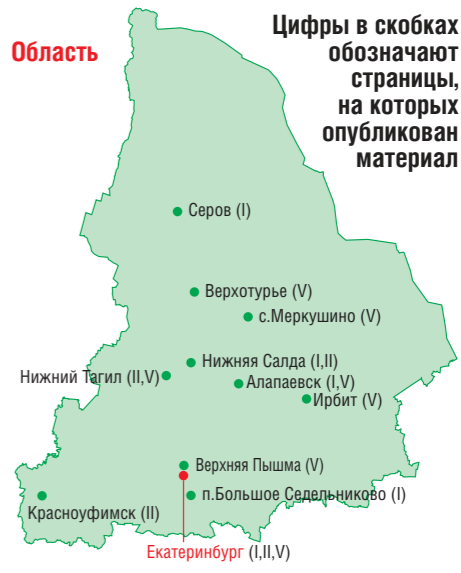 Область
Цифры в скобках
обозначают
страницы,
на которых
опубликован
материал
Серов (I)
Верхотурье (V)
с.Меркушино (V)
Нижняя Салда (I,II)
Нижний Тагил (II,V)
Алапаевск (I,V)
Ирбит (V)
Верхняя Пышма (V)
п.Большое Седельниково (I)
Красноуфимск (II)
Екатеринбург (I,II,V)